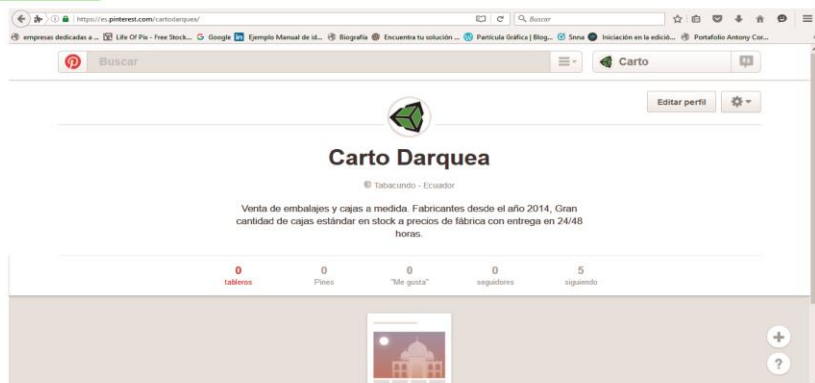 https://es.pinterest.com/cartodarquea/
Buscar
empresas dedicadas a ... Life Of Pix - Free Stock... Google Ejemplo Manual de id... Biografía Encuentra tu solución ... Partícula Gráfica | Blog... Snna Iniciación en la edició... Portafolio Antony Cor...
Buscar
Carto
Editar perfil
Carto Darquea
Tabacundo - Ecuador
Venta de embalajes y cajas a medida. Fabricantes desde el año 2014, Gran
cantidad de cajas estándar en stock a precios de fábrica con entrega en 24/48
horas.
0 0 0 0 5
tableros Pines "Me gusta" seguidores siguiendo